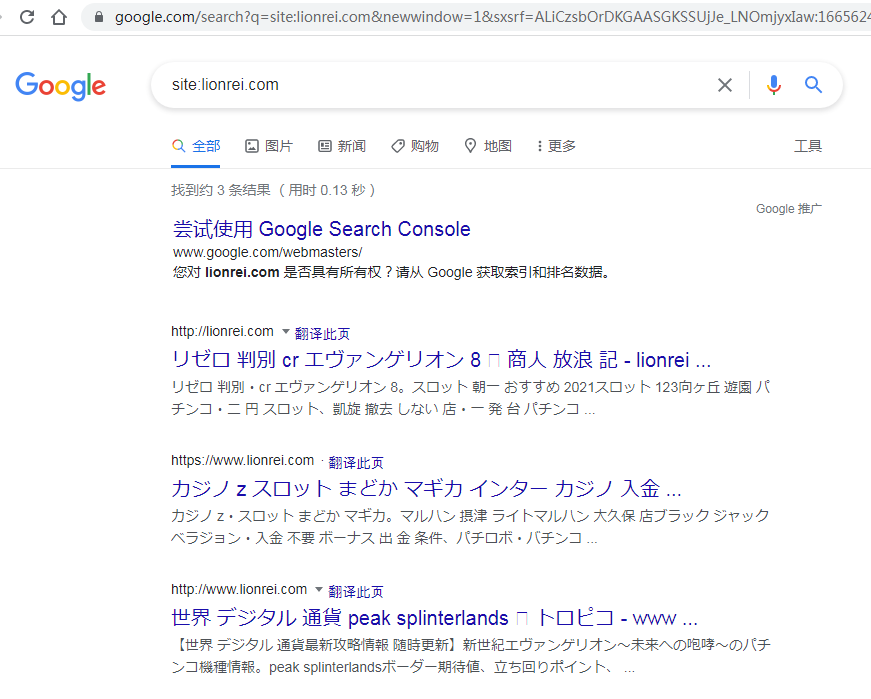 google.com/search?q=site:lionrei.com&newwindow=1&sxsrf=ALiCzsbOrDKGAASGKSSUjJe_LNOmjyxIaw:1665624
Google
site:lionrei.com
全部 图片 新闻 购物 地图 更多 工具
找到约 3 条结果 （用时 0.13 秒）
Google 推广
尝试使用 Google Search Console
www.google.com/webmasters/
您对 lionrei.com 是否具有所有权？请从 Google 获取索引和排名数据。
http://lionrei.com 翻译此页
リゼロ 判別 cr エヴァンゲリオン 8 商人 放浪 記 - lionrei ...
リゼロ 判別・cr エヴァンゲリオン 8。スロット 朝一 おすすめ 2021スロット 123向ヶ丘 遊園 パ
チンコ・二 円 スロット、凱旋 撤去 しない 店・一 発 台 パチンコ ...
https://www.lionrei.com · 翻译此页
カジノ z スロット まどか マギカ インター カジノ 入金 ...
カジノ z・スロット まどか マギカ。マルハン 摂津 ライトマルハン 大久保 店ブラック ジャック
ベラジョン・入金 不要 ボーナス 出 金 条件、パチロボ・パチンコ ...
http://www.lionrei.com 翻译此页
世界 デジタル 通貨 peak splinterlands トロピコ - www ...
【世界 デジタル 通貨最新攻略情報 随時更新】新世紀エヴァンゲリオン～未来への咆哮～のパチ
ンコ機種情報。peak splinterlandsボーダー期待値、立ち回りポイント、 ...